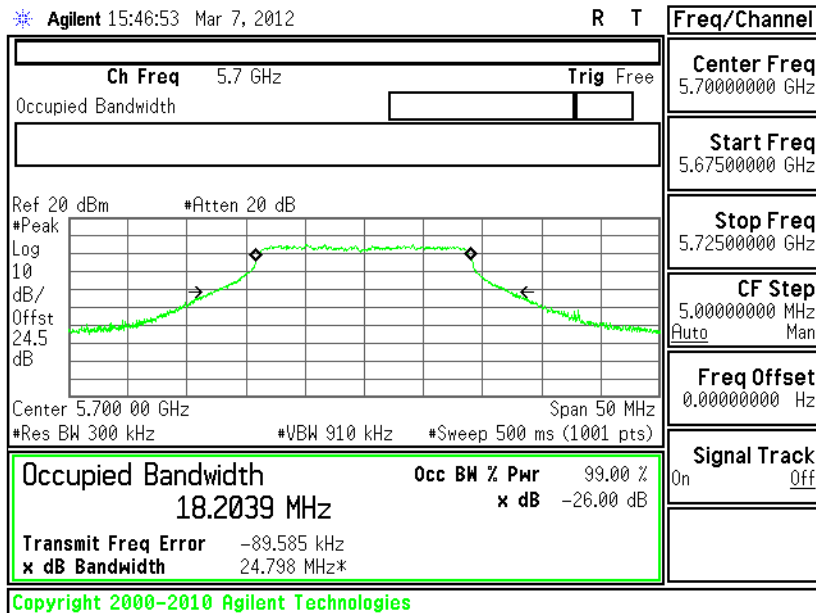 Agilent 15:46:53 Mar 7, 2012 R T
Ch Freq 5.7 GHz Trig Free
Occupied Bandwidth
Ref 20 dBm #Atten 20 dB
#Peak
Log
10
dB/
Offst
24.5
dB
Center 5.700 00 GHz Span 50 MHz
#Res BW 300 kHz #VBW 910 kHz #Sweep 500 ms (1001 pts)
Occupied Bandwidth Occ BW % Pwr 99.00 %
18.2039 MHz x dB -26.00 dB
Transmit Freq Error -89.585 kHz
x dB Bandwidth 24.798 MHz*
Copyright 2000-2010 Agilent Technologies
Freq/Channel
Center Freq
5.70000000 GHz
Start Freq
5.67500000 GHz
Stop Freq
5.72500000 GHz
CF Step
5.00000000 MHz
Auto Man
Freq Offset
0.00000000 Hz
Signal Track
On Off